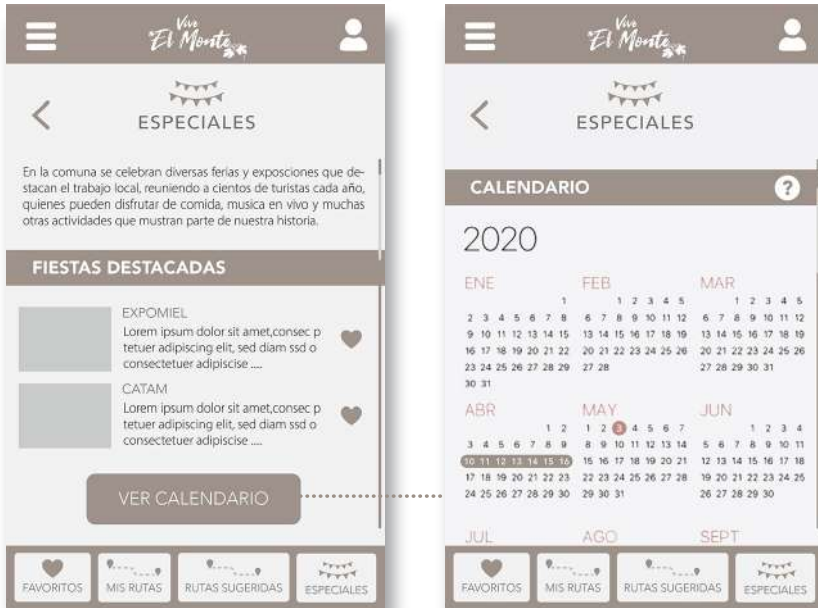 Vive
El Monte
ESPECIALES
En la comuna se celebran diversas ferias y exposciones que de-
stacan el trabajo local, reuniendo a cientos de turistas cada año,
quienes pueden disfrutar de comida, musica en vivo y muchas
otras actividades que mustran parte de nuestra historia.
FIESTAS DESTACADAS
EXPOMIEL
Lorem ipsum dolor sit amet,consec p
tetuer adipiscing elit, sed diam ssd o
consectetuer adipiscise ....
CATAM
Lorem ipsum dolor sit amet,consec p
tetuer adipiscing elit, sed diam ssd o
consectetuer adipiscise ....
VER CALENDARIO
FAVORITOS MIS RUTAS RUTAS SUGERIDAS ESPECIALES
Vive
El Monte
ESPECIALES
CALENDARIO ?
2020
ENE FEB MAR
1 1 2 3 4 5 1 2 3 4 5
2 3 4 5 6 7 8 6 7 8 9 10 11 12 6 7 8 9 10 11 12
9 10 11 12 13 14 15 13 14 15 16 17 18 19 13 14 15 16 17 18 19
16 17 18 19 20 21 22 20 21 22 23 24 25 26 20 21 22 23 24 25 26
23 24 25 26 27 28 29 27 28 27 28 29 30 31
30 31
ABR MAY JUN
1 2 1 2 3 4 5 6 7 1 2 3 4
3 4 5 6 7 8 9 8 9 10 11 12 13 14 5 6 7 8 9 10 11
10 11 12 13 14 15 16 15 16 17 18 19 20 21 12 13 14 15 16 17 18
17 18 19 20 21 22 23 22 23 24 25 26 27 28 19 20 21 22 23 24 25
24 25 26 27 28 29 30 29 30 31 26 27 28 29 30
JUL AGO SEPT
FAVORITOS MIS RUTAS RUTAS SUGERIDAS ESPECIALES